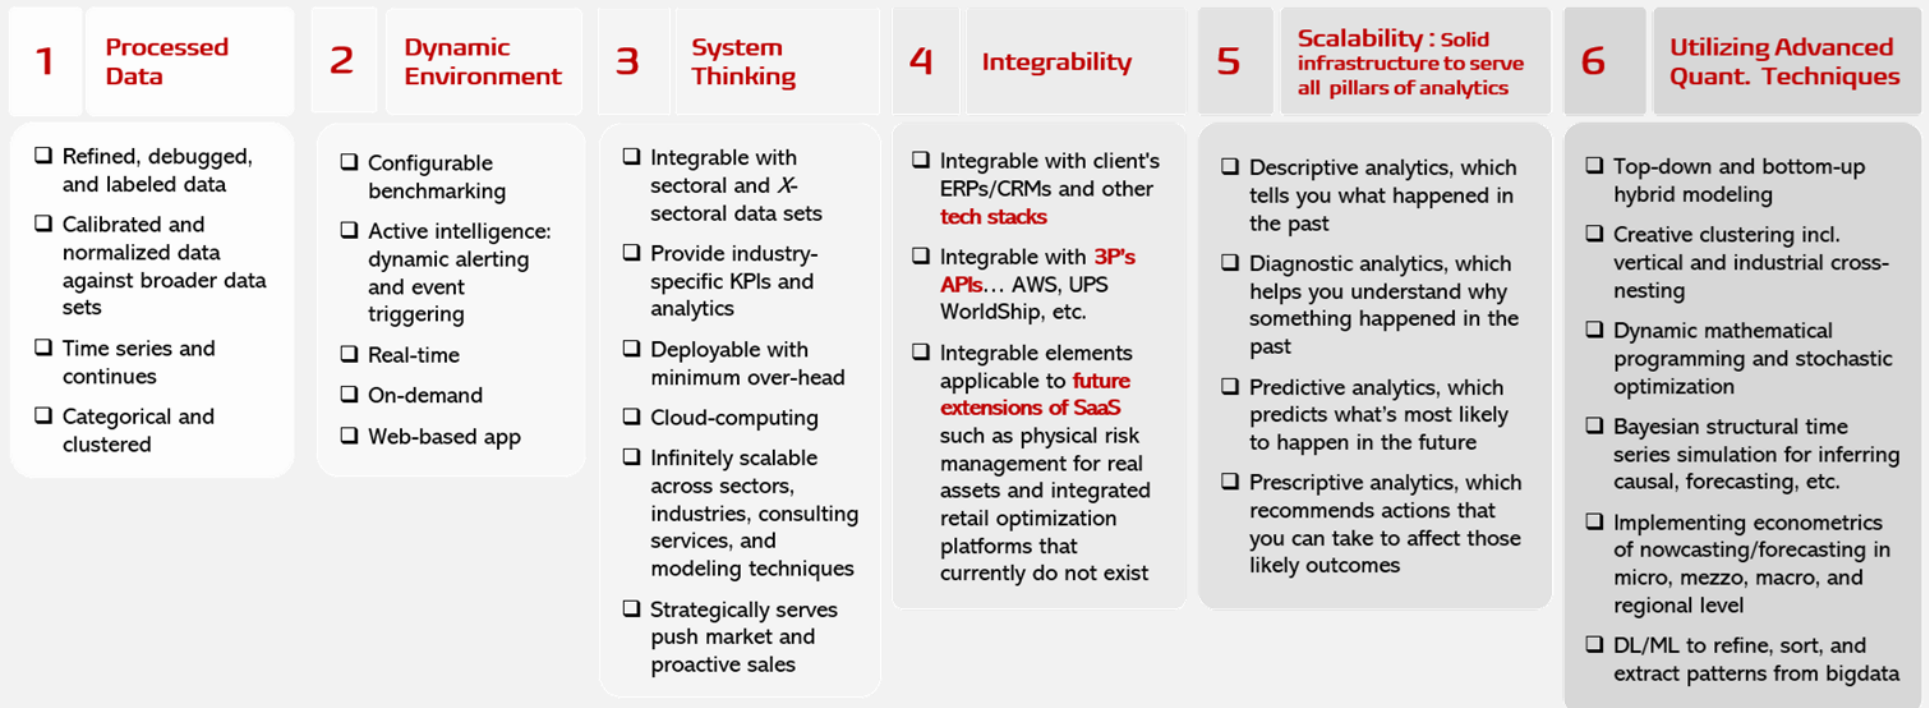 1
Processed
Data
❑ Refined, debugged,
and labeled data
❑ Calibrated and
normalized data
against broader data
sets
❑ Time series and
continues
❑ Categorical and
clustered
2
Dynamic
Environment
❑ Configurable
benchmarking
❑ Active intelligence:
dynamic alerting
and event
triggering
❑ Real-time
❑ On-demand
❑ Web-based app
3
System
Thinking
❑ Integrable with
sectoral and X-
sectoral data sets
❑ Provide industry-
specific KPIs and
analytics
❑ Deployable with
minimum over-head
❑ Cloud-computing
❑ Infinitely scalable
across sectors,
industries, consulting
services, and
modeling techniques
❑ Strategically serves
push market and
proactive sales
4
Integrability
❑ Integrable with client's
ERPs/CRMs and other
tech stacks
❑ Integrable with 3P's
APIs… AWS, UPS
WorldShip, etc.
❑ Integrable elements
applicable to future
extensions of SaaS
such as physical risk
management for real
assets and integrated
retail optimization
platforms that
currently do not exist
5
Scalability : Solid
infrastructure to serve
all pillars of analytics
❑ Descriptive analytics, which
tells you what happened in
the past
❑ Diagnostic analytics, which
helps you understand why
something happened in the
past
❑ Predictive analytics, which
predicts what's most likely
to happen in the future
❑ Prescriptive analytics, which
recommends actions that
you can take to affect those
likely outcomes
6
Utilizing Advanced
Quant. Techniques
❑ Top-down and bottom-up
hybrid modeling
❑ Creative clustering incl.
vertical and industrial cross-
nesting
❑ Dynamic mathematical
programming and stochastic
optimization
❑ Bayesian structural time
series simulation for inferring
causal, forecasting, etc.
❑ Implementing econometrics
of nowcasting/forecasting in
micro, mezzo, macro, and
regional level
❑ DL/ML to refine, sort, and
extract patterns from bigdata